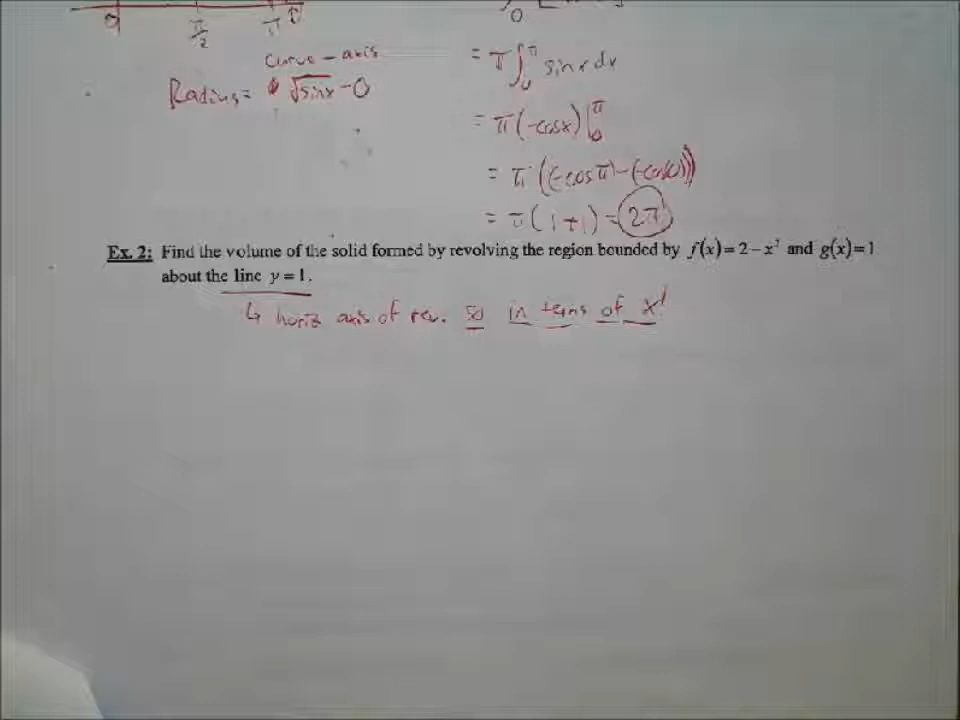 0 π/2 π
0
curve - axis
Radius = √sinx - 0
= π ∫₀^π sinx dx
= π(-cosx)|₀^π
= π ((-cosπ)-(-cos0))
= π(1+1) = 2π
Ex. 2: Find the volume of the solid formed by revolving the region bounded by f(x)=2-x² and g(x)=1
about the line y=1.
↳ horiz axis of rev. so in terms of x!